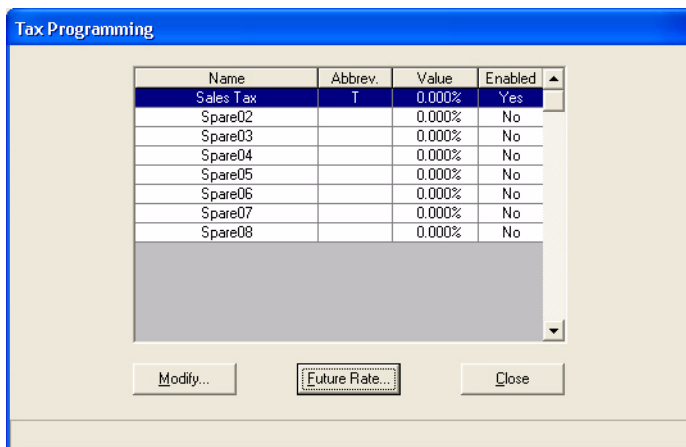 Tax Programming
Name Abbrev. Value Enabled
Sales Tax T 0.000% Yes
Spare02 0.000% No
Spare03 0.000% No
Spare04 0.000% No
Spare05 0.000% No
Spare06 0.000% No
Spare07 0.000% No
Spare08 0.000% No
Modify... Future Rate... Close